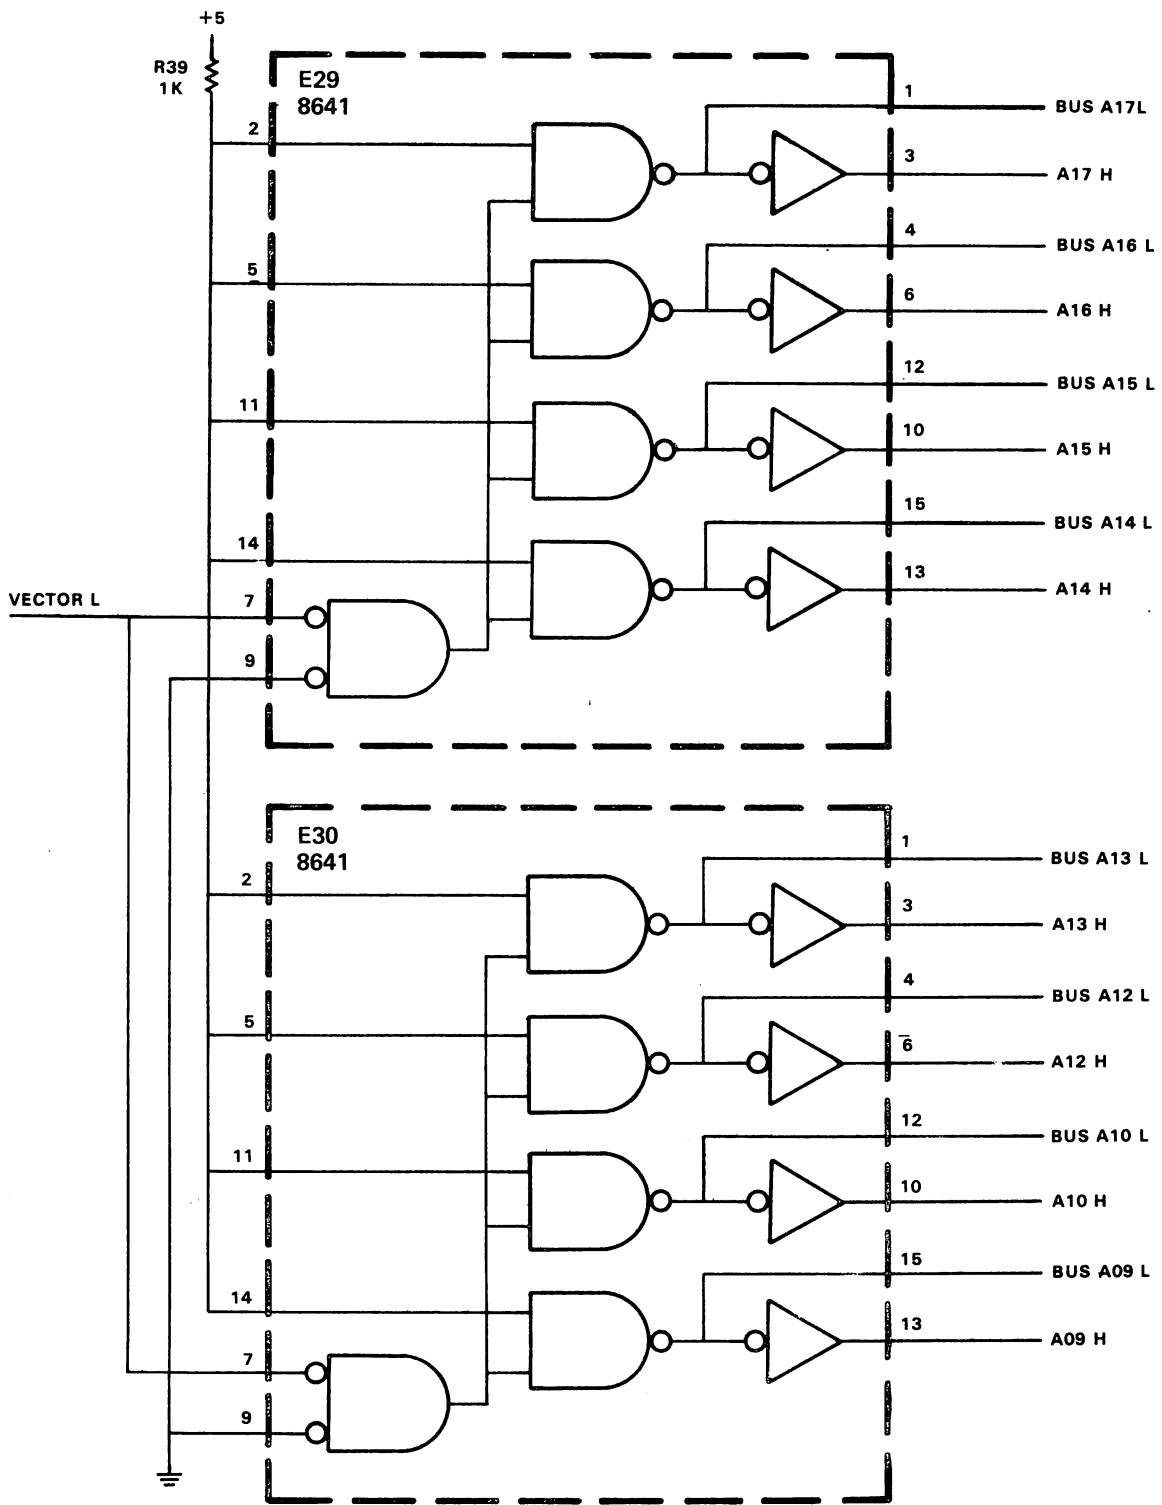 +5
R39
1K
E29
8641
1
BUS A17L
2
3
A17 H
4
BUS A16 L
5
6
A16 H
12
BUS A15 L
11
10
A15 H
15
BUS A14 L
14
13
A14 H
VECTOR L
7
9
E30
8641
1
BUS A13 L
2
3
A13 H
4
BUS A12 L
5
6
A12 H
12
BUS A10 L
11
10
A10 H
15
BUS A09 L
14
13
A09 H
7
9